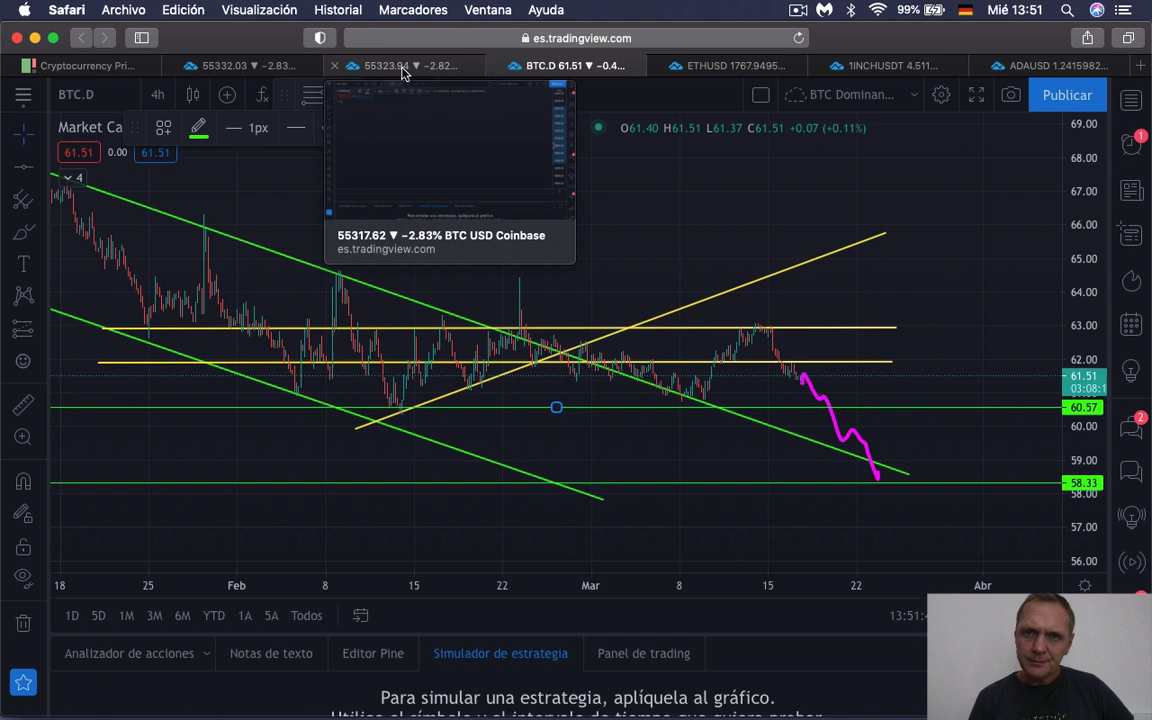 Safari Archivo Edición Visualización Historial Marcadores Ventana Ayuda 99% Mié 13:51
es.tradingview.com
Cryptocurrency Pri... 55332.03 ▼ −2.83... 55323. ▼ −2.82... BTC.D 61.51 ▼ −0.4... ETHUSD 1767.9495... 1INCHUSDT 4.511... ADAUSD 1.2415982...
BTC.D 4h BTC Dominan... Publicar
Market Ca 1px O61.40 H61.51 L61.37 C61.51 +0.07 (+0.11%)
61.51 0.00 61.51
4
55317.62 ▼ −2.83% BTC USD Coinbase
es.tradingview.com
69.00
68.00
67.00
66.00
65.00
64.00
63.00
62.00
61.51
03:08:1
60.57
60.00
59.00
58.33
58.00
57.00
56.00
1
2
18 25 Feb 8 15 22 Mar 8 15 22 Abr
1D 5D 1M 3M 6M YTD 1A 5A Todos 13:51:4
Analizador de acciones Notas de texto Editor Pine Simulador de estrategia Panel de trading
Para simular una estrategia, aplíquela al gráfico.